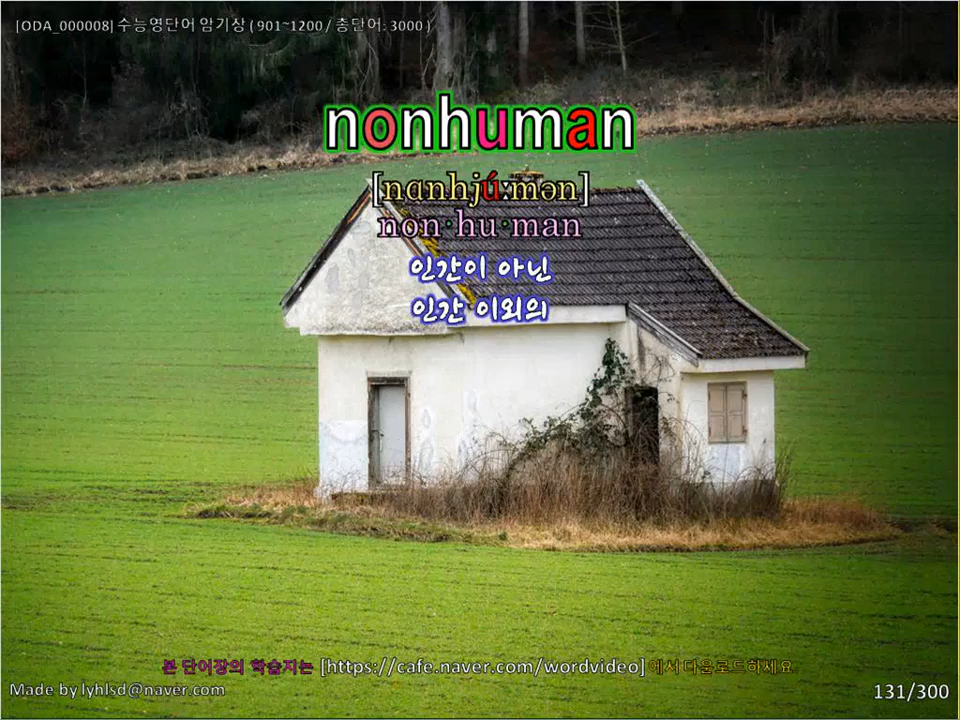 [ODA_000008] 수능영단어 암기상 ( 901~1200 / 총단어: 3000 )
nonhuman
[nɑnhjúːmən]
non·hu·man
인간이 아닌
인간 이외의
본 단어장의 학습지는 [https://cafe.naver.com/wordvideo] 에서 다운로드하세요
Made by lyhlsd@naver.com
131/300